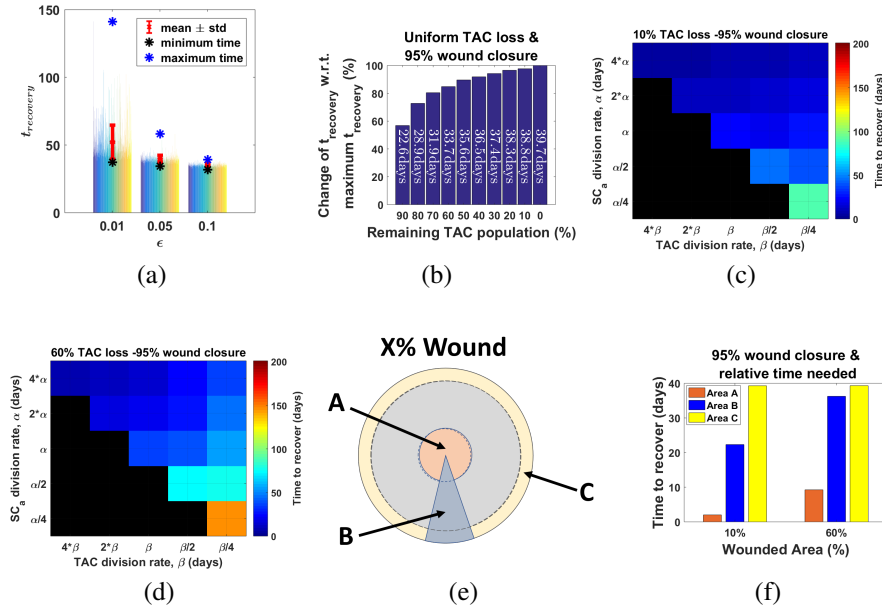 150
100
50
0
t_recovery
mean ± std
minimum time
maximum time
0.01
0.05
0.1
ϵ
(a)
Uniform TAC loss &
95% wound closure
Change of t_recovery w.r.t.
maximum t_recovery (%)
100
80
60
40
20
0
22.6days
28.9days
31.9days
33.7days
35.6days
36.5days
37.4days
38.3days
38.8days
39.7days
90 80 70 60 50 40 30 20 10 0
Remaining TAC population (%)
(b)
10% TAC loss -95% wound closure
SC_a division rate, α (days)
4*α
2*α
α
α/2
α/4
4*β 2*β β β/2 β/4
TAC division rate, β (days)
200
150
100
50
0
Time to recover (days)
(c)
60% TAC loss -95% wound closure
SC_a division rate, α (days)
4*α
2*α
α
α/2
α/4
4*β 2*β β β/2 β/4
TAC division rate, β (days)
200
150
100
50
0
Time to recover (days)
(d)
X% Wound
A
B
C
(e)
95% wound closure &
relative time needed
Time to recover (days)
40
30
20
10
0
Area A
Area B
Area C
10% 60%
Wounded Area (%)
(f)